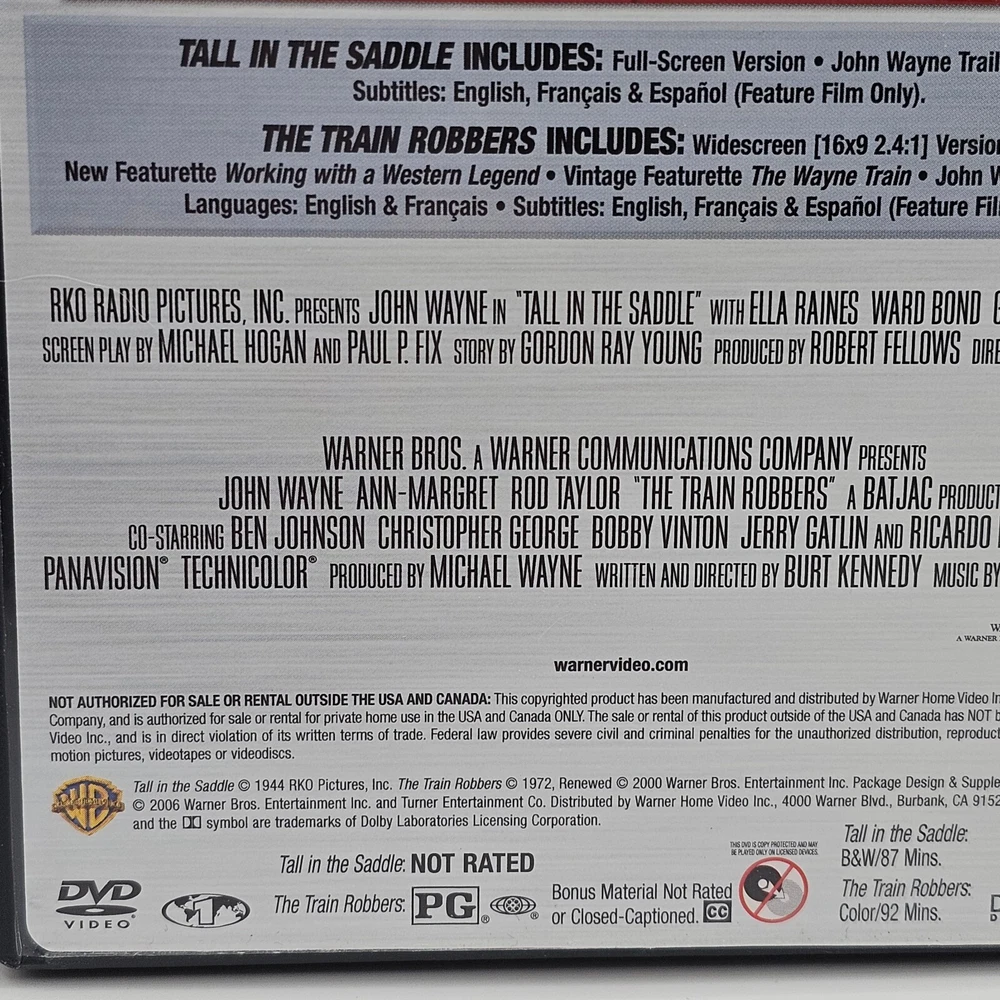 TALL IN THE SADDLE INCLUDES: Full-Screen Version • John Wayne
Subtitles: English, Français & Español (Feature Film Only).
THE TRAIN ROBBERS INCLUDES: Widescreen [16x9 2.4:1]
New Featurette Working with a Western Legend • Vintage Featurette The Wayne Train • John
Languages: English & Français • Subtitles: English, Français & Español (Feature
RKO RADIO PICTURES, INC. PRESENTS JOHN WAYNE IN "TALL IN THE SADDLE" WITH ELLA RAINES WARD BOND
SCREEN PLAY BY MICHAEL HOGAN AND PAUL P. FIX STORY BY GORDON RAY YOUNG PRODUCED BY ROBERT FELLOWS
WARNER BROS. A WARNER COMMUNICATIONS COMPANY PRESENTS
JOHN WAYNE ANN-MARGRET ROD TAYLOR "THE TRAIN ROBBERS" A BATJAC
CO-STARRING BEN JOHNSON CHRISTOPHER GEORGE BOBBY VINTON JERRY GATLIN AND RICARDO
PANAVISION® TECHNICOLOR® PRODUCED BY MICHAEL WAYNE WRITTEN AND DIRECTED BY BURT KENNEDY MUSIC BY
A WARNER
warnervideo.com
NOT AUTHORIZED FOR SALE OR RENTAL OUTSIDE THE USA AND CANADA: This copyrighted product has been manufactured and distributed by Warner Home Video
Company, and is authorized for sale or rental for private home use in the USA and Canada ONLY. The sale or rental of this product outside of the USA and Canada has NOT
Video Inc., and is in direct violation of its written terms of trade. Federal law provides severe civil and criminal penalties for the unauthorized distribution,
motion pictures, videotapes or videodiscs.
Tall in the Saddle © 1944 RKO Pictures, Inc. The Train Robbers © 1972, Renewed © 2000 Warner Bros. Entertainment Inc. Package Design &
© 2006 Warner Bros. Entertainment Inc. and Turner Entertainment Co. Distributed by Warner Home Video Inc., 4000 Warner Blvd., Burbank, CA
and the symbol are trademarks of Dolby Laboratories Licensing Corporation.
THIS DVD IS COPY PROTECTED AND MAY
BE PLAYED ONLY ON LICENSED DEVICES.
Tall in the Saddle:
B&W/87 Mins.
The Train Robbers:
Color/92 Mins.
Tall in the Saddle: NOT RATED
The Train Robbers: PG®
Bonus Material Not Rated
or Closed-Captioned. CC
DVD
VIDEO
1